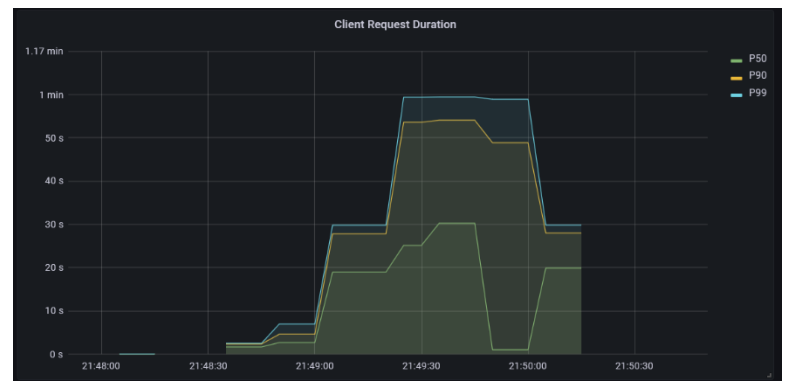 Client Request Duration
1.17 min
1 min
50 s
40 s
30 s
20 s
10 s
0 s
21:48:00 21:48:30 21:49:00 21:49:30 21:50:00 21:50:30
P50
P90
P99